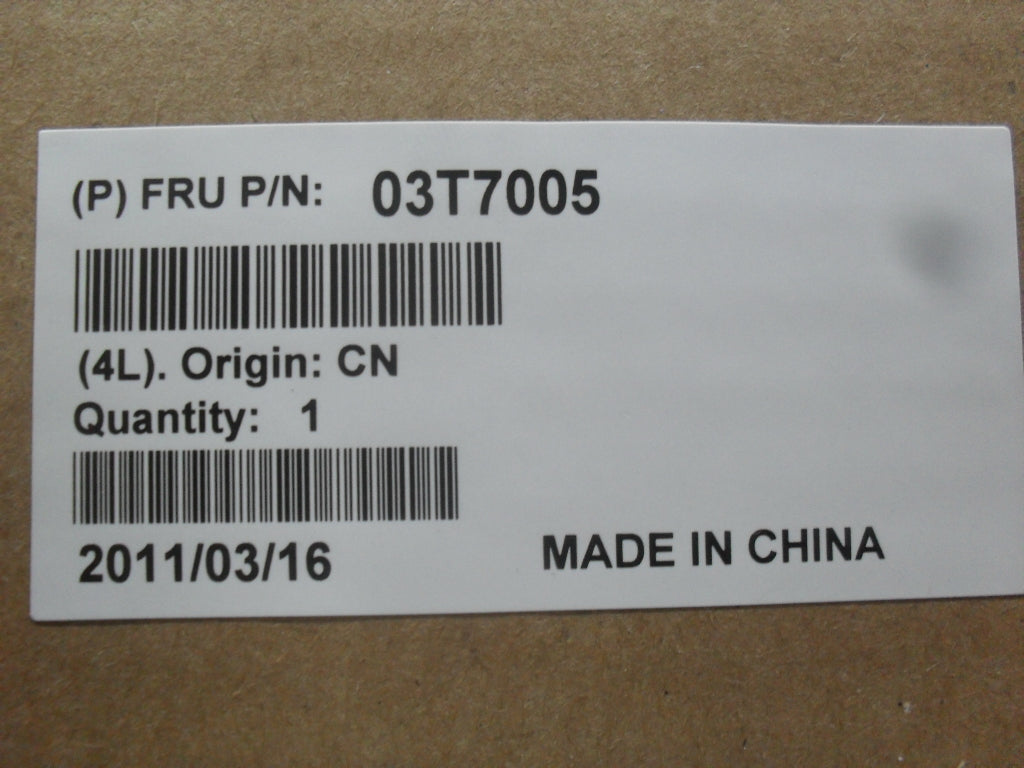 (P) FRU P/N: 03T7005
(4L). Origin: CN
Quantity: 1
2011/03/16
MADE IN CHINA